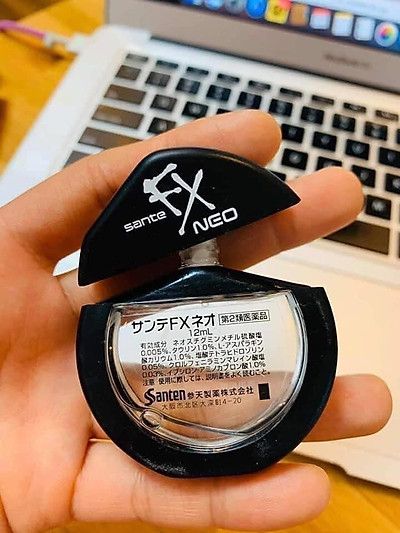 sante
FX
NEO
サンテFXネオ 第2類医薬品
12mL
有効成分 ネオスチグミンメチル硫酸塩
0.005%、タウリン1.0%、L-アスパラギン
酸カリウム1.0%、塩酸テトラヒドロゾリン
0.05%、クロルフェニラミンマレイン酸塩
0.03%、イプシロン-アミノカプロン酸1.0%
注意 使用に際しては、説明書をよく読むこと。
Santen 参天製薬株式会社
大阪市北区大深町4-20